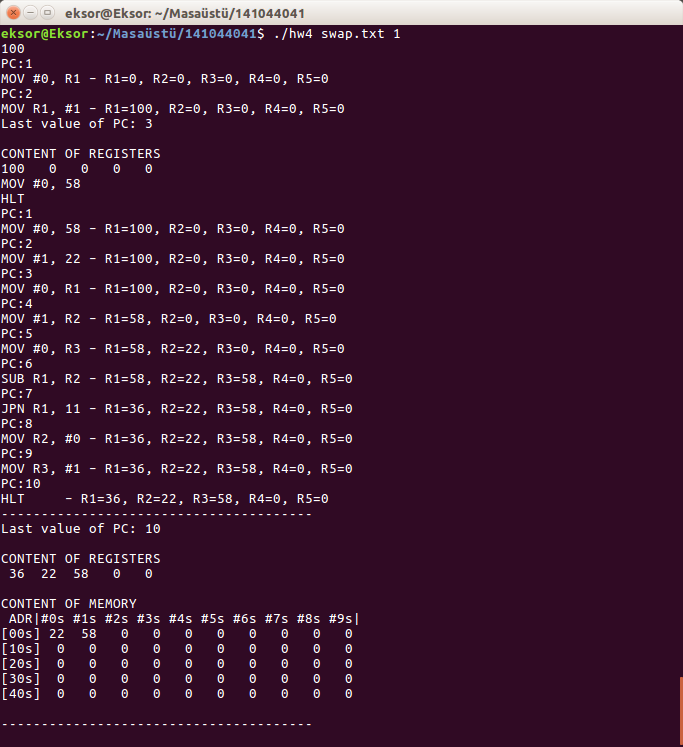 eksor@Eksor: ~/Masaüstü/141044041
eksor@Eksor:~/Masaüstü/141044041$ ./hw4 swap.txt 1
100
PC:1
MOV #0, R1 - R1=0, R2=0, R3=0, R4=0, R5=0
PC:2
MOV R1, #1 - R1=100, R2=0, R3=0, R4=0, R5=0
Last value of PC: 3

CONTENT OF REGISTERS
100   0   0   0   0
MOV #0, 58
HLT
PC:1
MOV #0, 58 - R1=100, R2=0, R3=0, R4=0, R5=0
PC:2
MOV #1, 22 - R1=100, R2=0, R3=0, R4=0, R5=0
PC:3
MOV #0, R1 - R1=100, R2=0, R3=0, R4=0, R5=0
PC:4
MOV #1, R2 - R1=58, R2=0, R3=0, R4=0, R5=0
PC:5
MOV #0, R3 - R1=58, R2=22, R3=0, R4=0, R5=0
PC:6
SUB R1, R2 - R1=58, R2=22, R3=58, R4=0, R5=0
PC:7
JPN R1, 11 - R1=36, R2=22, R3=58, R4=0, R5=0
PC:8
MOV R2, #0 - R1=36, R2=22, R3=58, R4=0, R5=0
PC:9
MOV R3, #1 - R1=36, R2=22, R3=58, R4=0, R5=0
PC:10
HLT     - R1=36, R2=22, R3=58, R4=0, R5=0
---------------------------------------
Last value of PC: 10

CONTENT OF REGISTERS
 36  22  58   0   0

CONTENT OF MEMORY
 ADR|#0s #1s #2s #3s #4s #5s #6s #7s #8s #9s|
[00s] 22  58   0   0   0   0   0   0   0   0
[10s]  0   0   0   0   0   0   0   0   0   0
[20s]  0   0   0   0   0   0   0   0   0   0
[30s]  0   0   0   0   0   0   0   0   0   0
[40s]  0   0   0   0   0   0   0   0   0   0

---------------------------------------